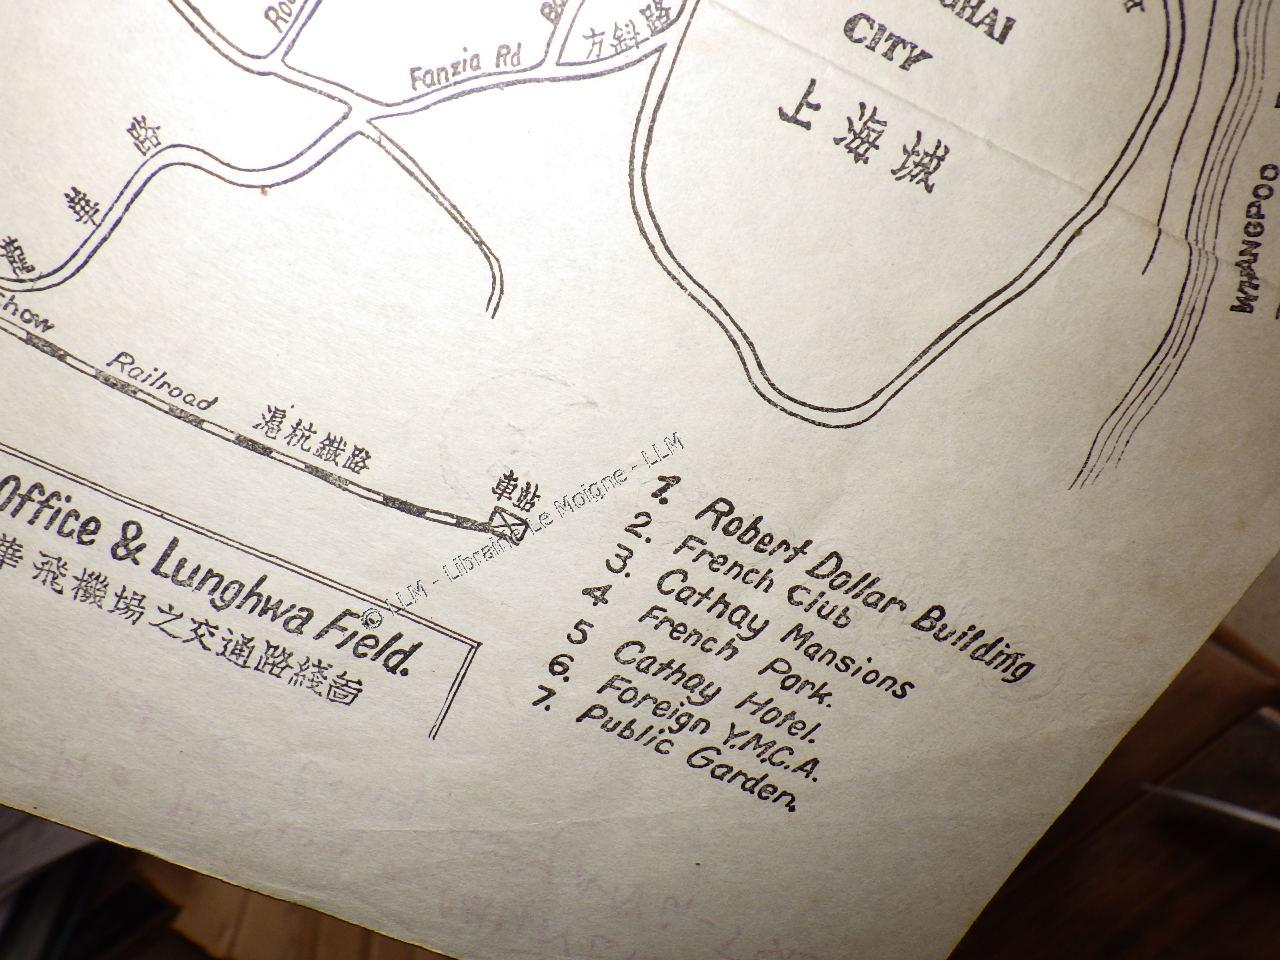 GHAI
CITY
上海城
Fanzia Rd
方斜路
路
華
WHANGPOO
Railroad
滬杭鐵路
車站
Office & Lunghwa Field.
華飛機場之交通路綫啚
© LLM - Librairie Le Moigne - LLM
1. Robert Dollar Building
2. French Club
3. Cathay Mansions
4 French Park.
5 Cathay Hotel.
6. Foreign Y.M.C.A.
7. Public Garden.